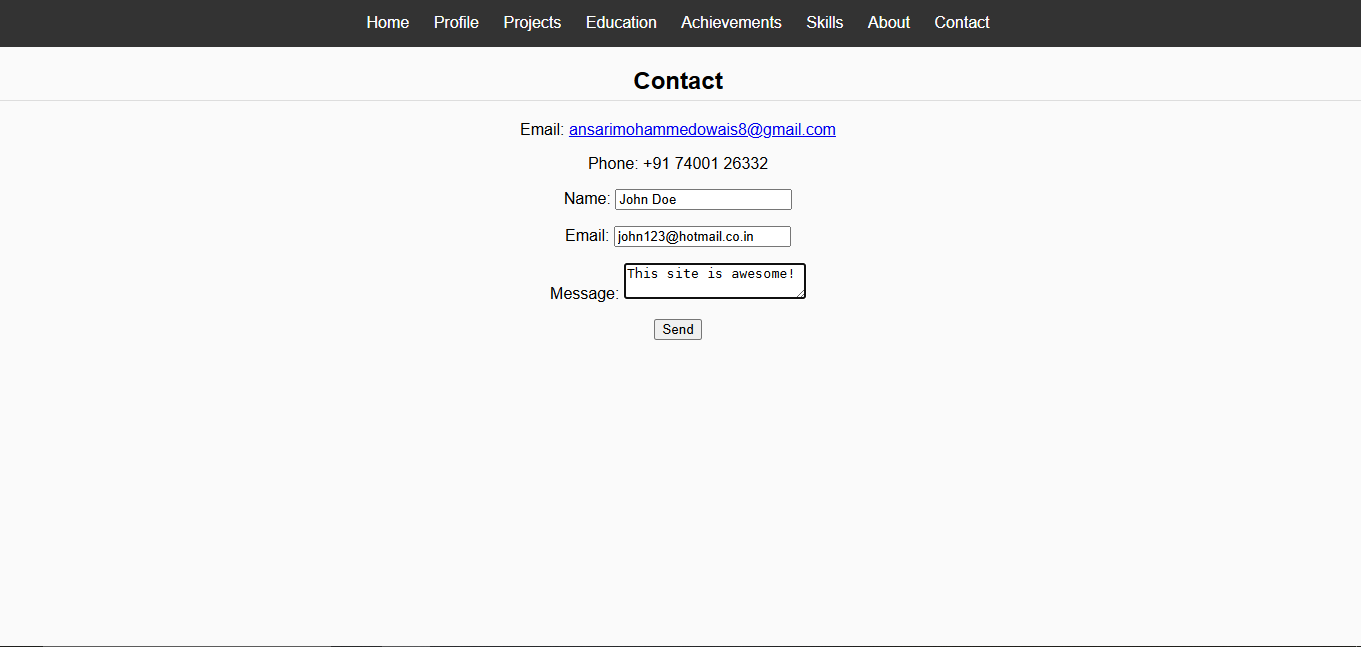 Home Profile Projects Education Achievements Skills About Contact
Contact
Email: ansarimohammedowais8@gmail.com
Phone: +91 74001 26332
Name: John Doe
Email: john123@hotmail.co.in
Message: This site is awesome!
Send